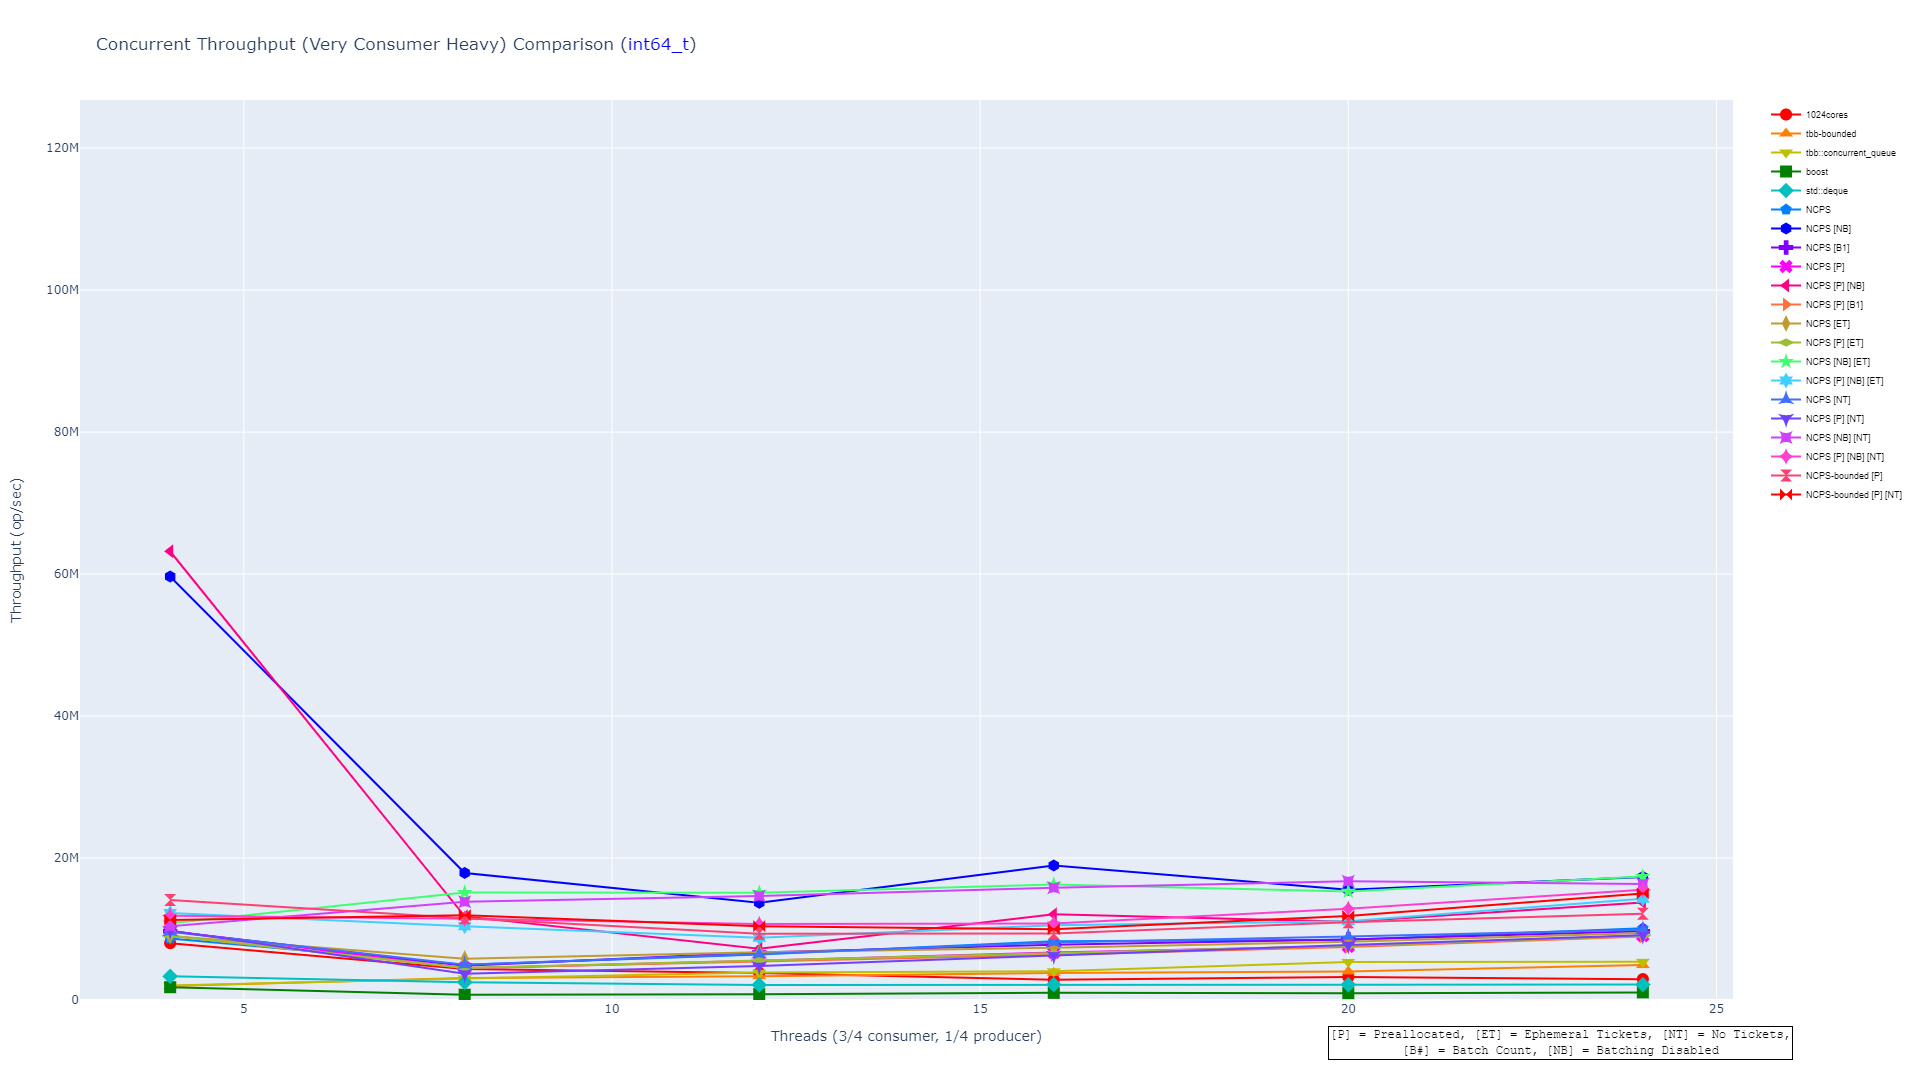 Concurrent Throughput (Very Consumer Heavy) Comparison (int64_t)
Throughput (op/sec)
120M
100M
80M
60M
40M
20M
0
5
10
15
20
25
Threads (3/4 consumer, 1/4 producer)
1024cores
tbb-bounded
tbb::concurrent_queue
boost
std::deque
NCPS
NCPS [NB]
NCPS [B1]
NCPS [P]
NCPS [P] [NB]
NCPS [P] [B1]
NCPS [ET]
NCPS [P] [ET]
NCPS [NB] [ET]
NCPS [P] [NB] [ET]
NCPS [NT]
NCPS [P] [NT]
NCPS [NB] [NT]
NCPS [P] [NB] [NT]
NCPS-bounded [P]
NCPS-bounded [P] [NT]
[P] = Preallocated, [ET] = Ephemeral Tickets, [NT] = No Tickets,
[B#] = Batch Count, [NB] = Batching Disabled